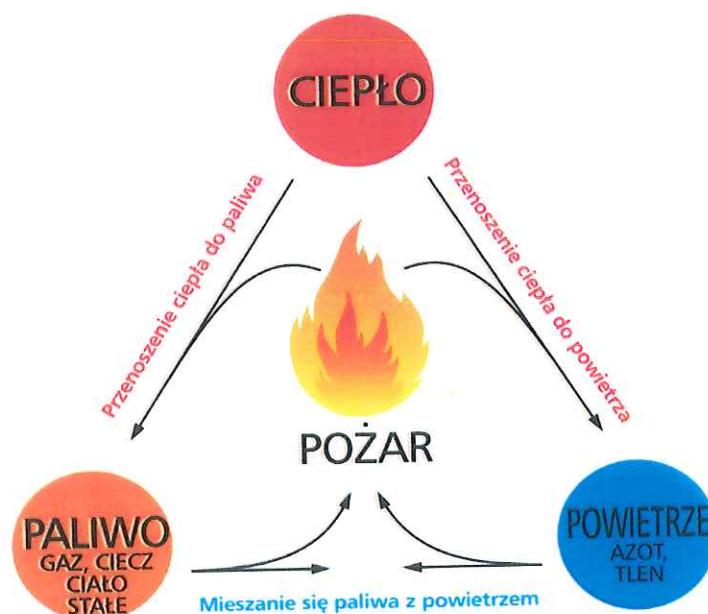 CIEPŁO
Przenoszenie ciepła do paliwa
Przenoszenie ciepła do powietrza
POŻAR
PALIWO
GAZ, CIECZ
CIAŁO
STAŁE
POWIETRZE
AZOT,
TLEN
Mieszanie się paliwa z powietrzem